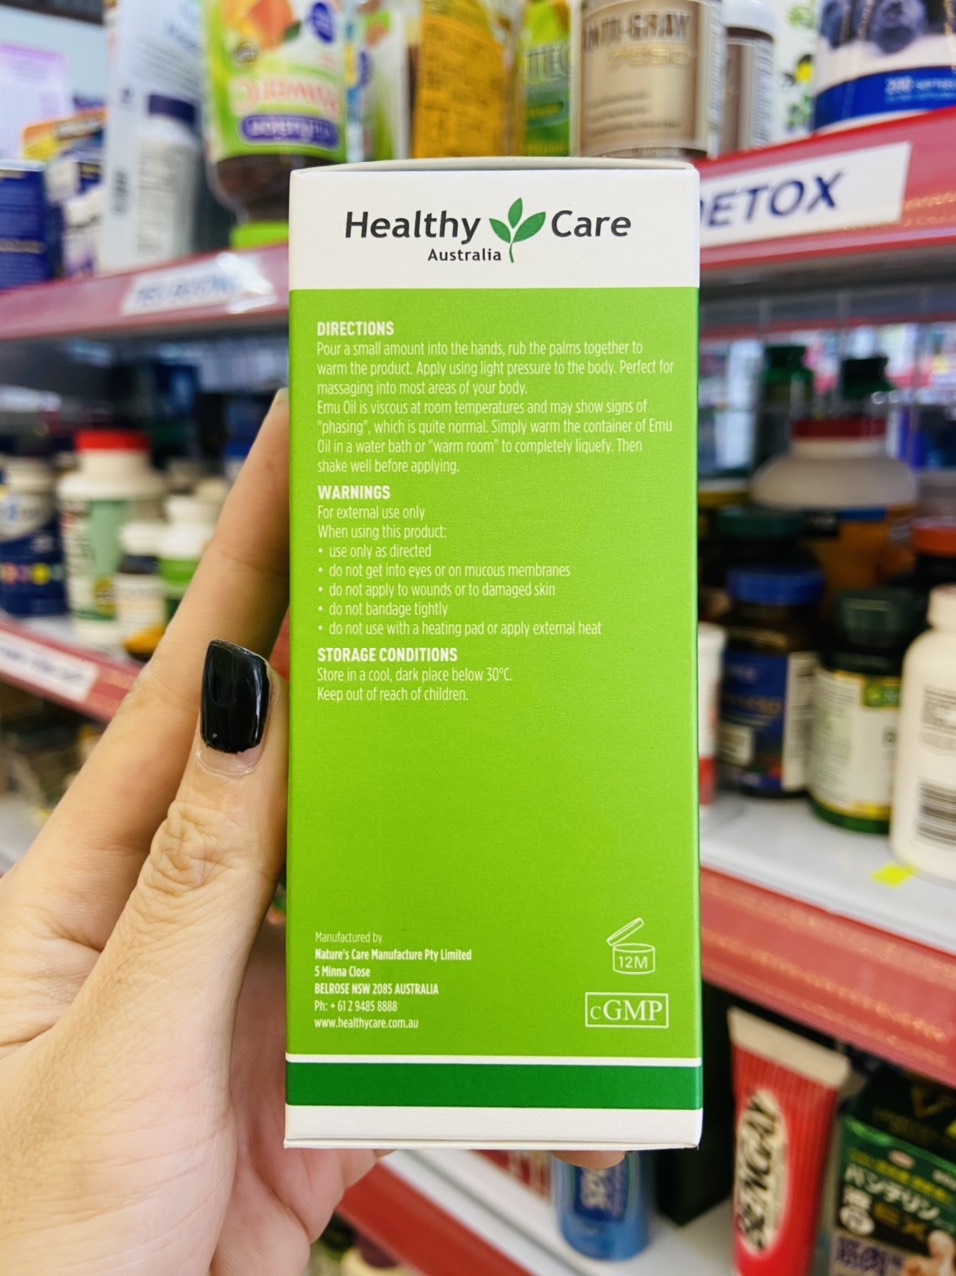 Healthy Care
Australia
DIRECTIONS
Pour a small amount into the hands, rub the palms together to
warm the product. Apply using light pressure to the body. Perfect for
massaging into most areas of your body.
Emu Oil is viscous at room temperatures and may show signs of
"phasing", which is quite normal. Simply warm the container of Emu
Oil in a water bath or "warm room" to completely liquefy. Then
shake well before applying.
WARNINGS
For external use only
When using this product:
• use only as directed
• do not get into eyes or on mucous membranes
• do not apply to wounds or to damaged skin
• do not bandage tightly
• do not use with a heating pad or apply external heat
STORAGE CONDITIONS
Store in a cool, dark place below 30°C.
Keep out of reach of children.
Manufactured by
Nature's Care Manufacture Pty Limited
5 Minna Close
BELROSE NSW 2085 AUSTRALIA
Ph: + 61 2 9485 8888
www.healthycare.com.au
12M
cGMP
ETOX
BENGAY
バンテリン